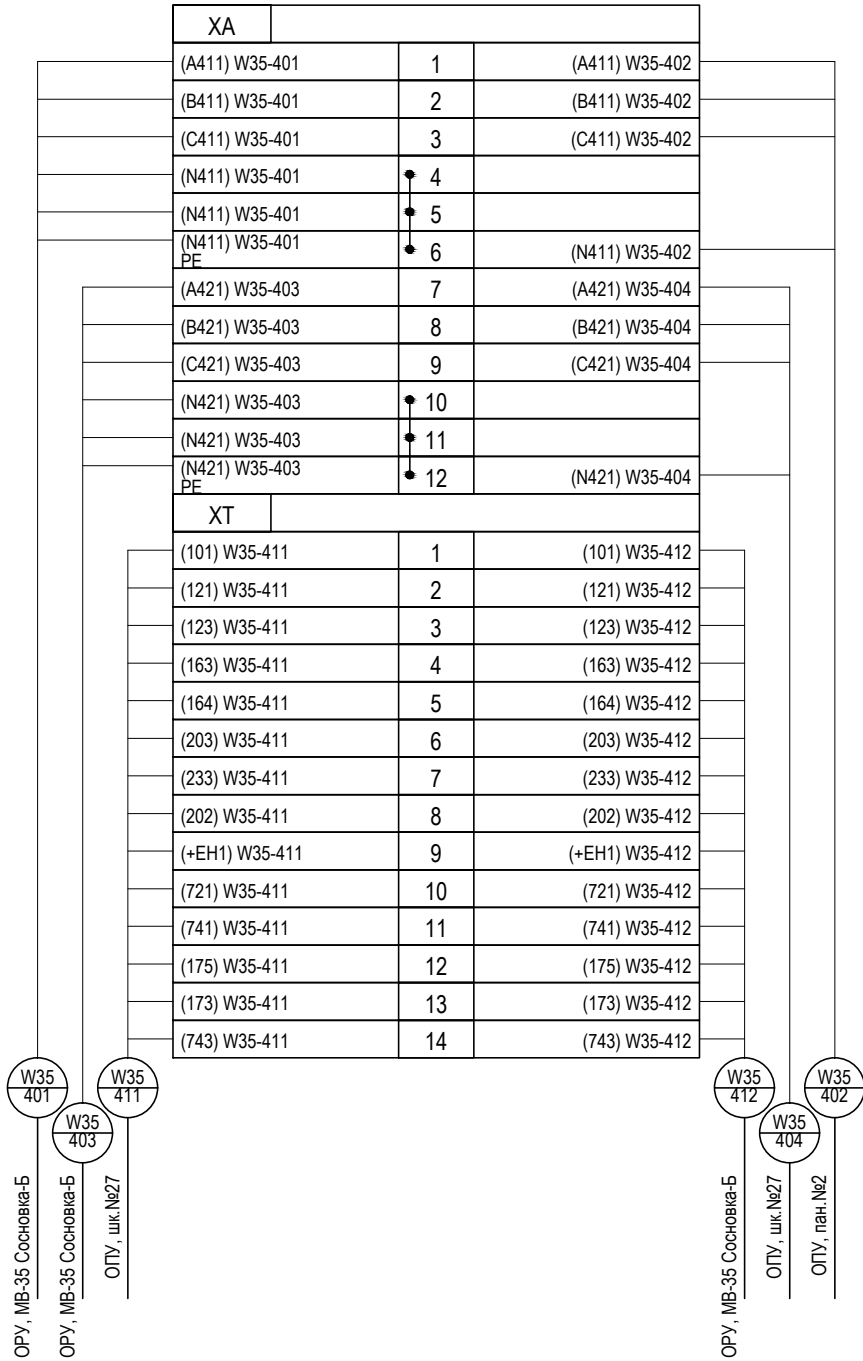 XA
(A411) W35-401 1 (A411) W35-402
(B411) W35-401 2 (B411) W35-402
(C411) W35-401 3 (C411) W35-402
(N411) W35-401 4
(N411) W35-401 5
(N411) W35-401 PE 6 (N411) W35-402
(A421) W35-403 7 (A421) W35-404
(B421) W35-403 8 (B421) W35-404
(C421) W35-403 9 (C421) W35-404
(N421) W35-403 10
(N421) W35-403 11
(N421) W35-403 PE 12 (N421) W35-404
XT
(101) W35-411 1 (101) W35-412
(121) W35-411 2 (121) W35-412
(123) W35-411 3 (123) W35-412
(163) W35-411 4 (163) W35-412
(164) W35-411 5 (164) W35-412
(203) W35-411 6 (203) W35-412
(233) W35-411 7 (233) W35-412
(202) W35-411 8 (202) W35-412
(+EH1) W35-411 9 (+EH1) W35-412
(721) W35-411 10 (721) W35-412
(741) W35-411 11 (741) W35-412
(175) W35-411 12 (175) W35-412
(173) W35-411 13 (173) W35-412
(743) W35-411 14 (743) W35-412
W35
401
W35
403
W35
411
W35
412
W35
404
W35
402
ОРУ, МВ-35 Сосновка-Б
ОРУ, МВ-35 Сосновка-Б
ОПУ, шк.№27
ОРУ, МВ-35 Сосновка-Б
ОПУ, шк.№27
ОПУ, пан.№2